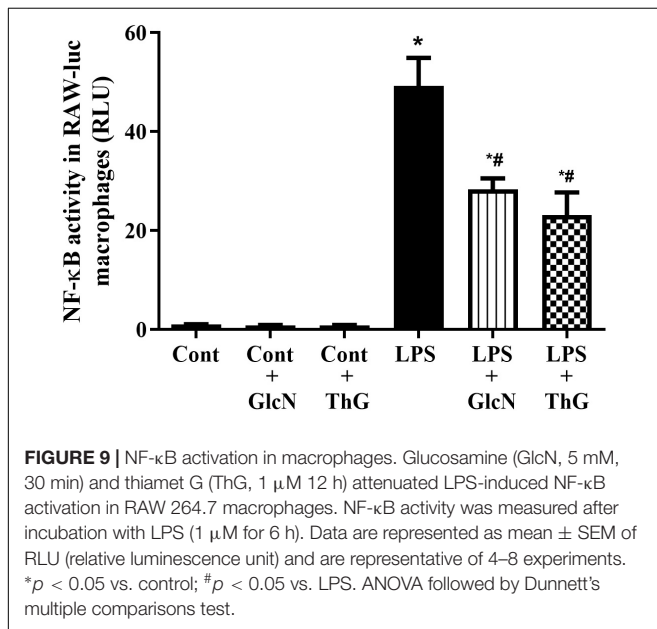 NF-κB activity in RAW-luc
macrophages (RLU)
60
40
20
0
*
*#
*#
Cont
Cont
+
GlcN
Cont
+
ThG
LPS
LPS
+
GlcN
LPS
+
ThG
FIGURE 9 | NF-κB activation in macrophages. Glucosamine (GlcN, 5 mM,
30 min) and thiamet G (ThG, 1 μM 12 h) attenuated LPS-induced NF-κB
activation in RAW 264.7 macrophages. NF-κB activity was measured after
incubation with LPS (1 μM for 6 h). Data are represented as mean ± SEM of
RLU (relative luminescence unit) and are representative of 4–8 experiments.
*p < 0.05 vs. control; #p < 0.05 vs. LPS. ANOVA followed by Dunnett’s
multiple comparisons test.